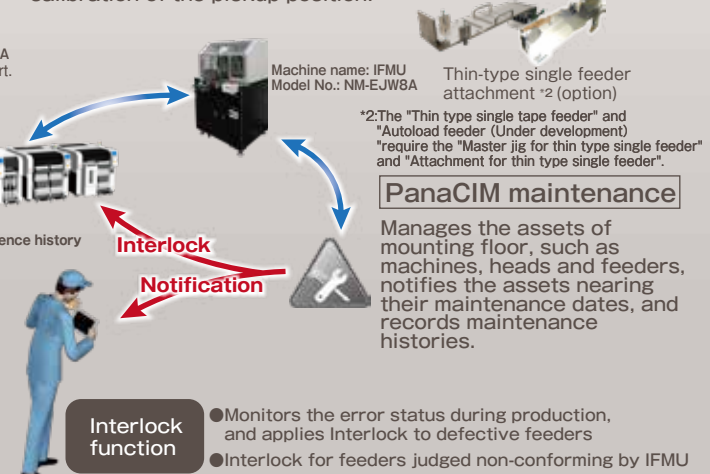 calibration of the pickup position.
A
rt.
Machine name: IFMU
Model No.: NM-EJW8A
Thin-type single feeder
attachment *2 (option)
*2:The "Thin type single tape feeder" and
"Autoload feeder (Under development)
"require the "Master jig for thin type single feeder"
and "Attachment for thin type single feeder".
PanaCIM maintenance
Manages the assets of
mounting floor, such as
machines, heads and feeders,
notifies the assets nearing
their maintenance dates, and
records maintenance
histories.
ence history
Interlock
Notification
Interlock
function
●Monitors the error status during production,
and applies Interlock to defective feeders
●Interlock for feeders judged non-conforming by IFMU